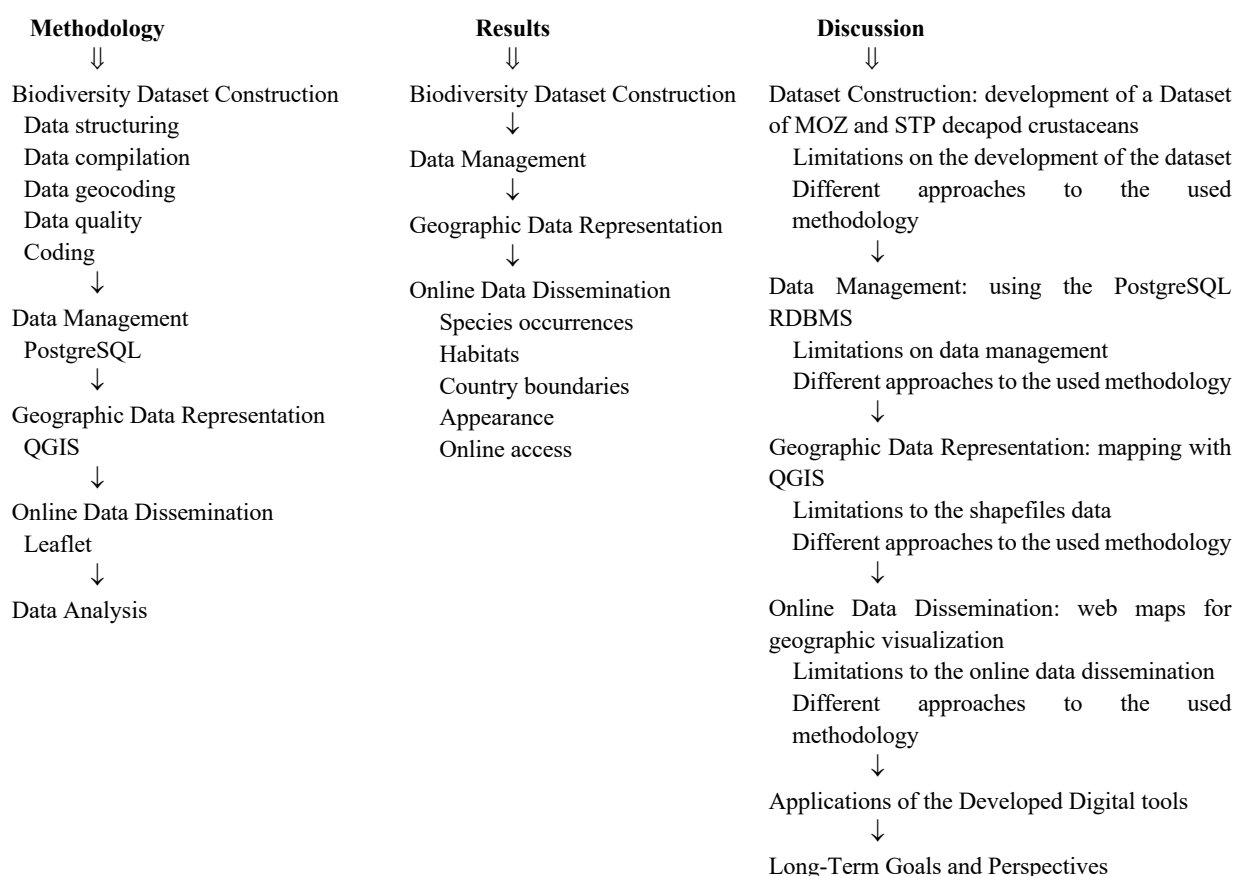 Methodology
⇓
Biodiversity Dataset Construction
Data structuring
Data compilation
Data geocoding
Data quality
Coding
↓
Data Management
PostgreSQL
↓
Geographic Data Representation
QGIS
↓
Online Data Dissemination
Leaflet
↓
Data Analysis
Results
⇓
Biodiversity Dataset Construction
↓
Data Management
↓
Geographic Data Representation
↓
Online Data Dissemination
Species occurrences
Habitats
Country boundaries
Appearance
Online access
Discussion
⇓
Dataset Construction: development of a Dataset
of MOZ and STP decapod crustaceans
Limitations on the development of the dataset
Different approaches to the used
methodology
↓
Data Management: using the PostgreSQL
RDBMS
Limitations on data management
Different approaches to the used methodology
↓
Geographic Data Representation: mapping with
QGIS
Limitations to the shapefiles data
Different approaches to the used methodology
↓
Online Data Dissemination: web maps for
geographic visualization
Limitations to the online data dissemination
Different approaches to the used
methodology
↓
Applications of the Developed Digital tools
↓
Long-Term Goals and Perspectives